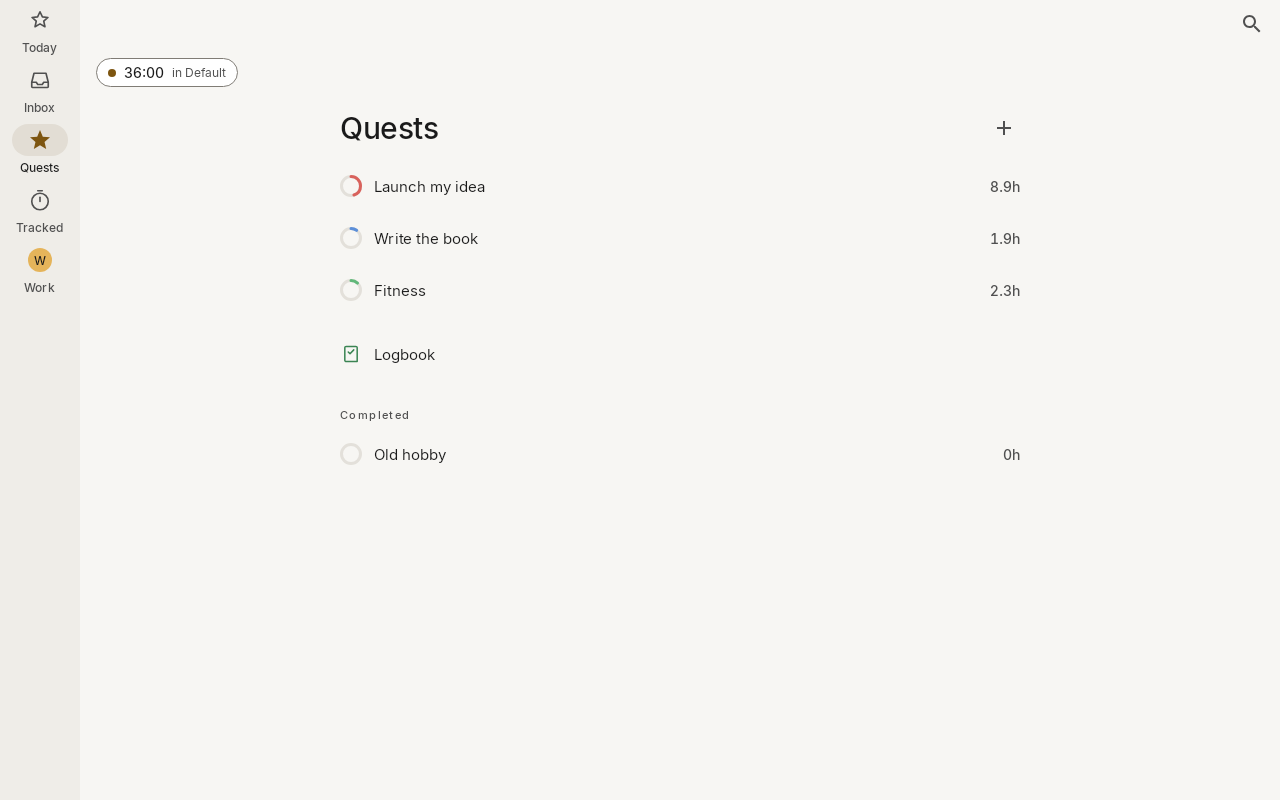 Today
Inbox
Quests
Tracked
W
Work
36:00 in Default
Quests
Launch my idea 8.9h
Write the book 1.9h
Fitness 2.3h
Logbook
Completed
Old hobby 0h